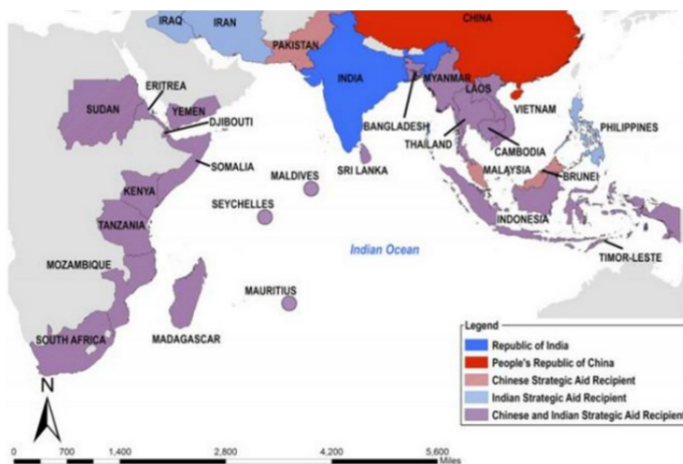 CHINA
IRAQ
IRAN
PAKISTAN
INDIA
MYANMAR
LAOS
ERITREA
SUDAN
YEMEN
DJIBOUTI
BANGLADESH
VIETNAM
THAILAND
PHILIPPINES
CAMBODIA
SOMALIA
SRI LANKA
MALDIVES
MALAYSIA
BRUNEI
KENYA
SEYCHELLES
TANZANIA
INDONESIA
Indian Ocean
TIMOR-LESTE
MOZAMBIQUE
MAURITIUS
SOUTH AFRICA
MADAGASCAR
Legend
Republic of India
People's Republic of China
Chinese Strategic Aid Recipient
Indian Strategic Aid Recipient
Chinese and Indian Strategic Aid Recipient
N
0 700 1,400 2,800 4,200 5,600
Miles